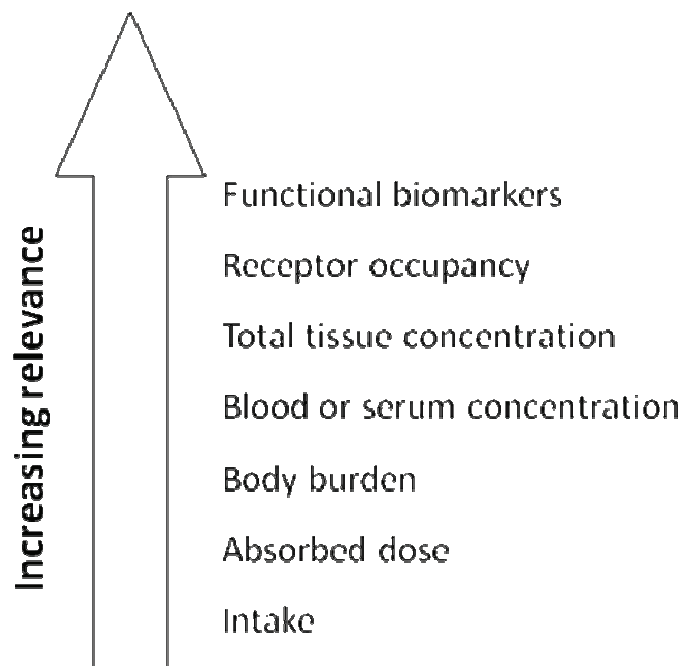 Increasing relevance
Functional biomarkers
Receptor occupancy
Total tissue concentration
Blood or serum concentration
Body burden
Absorbed dose
Intake